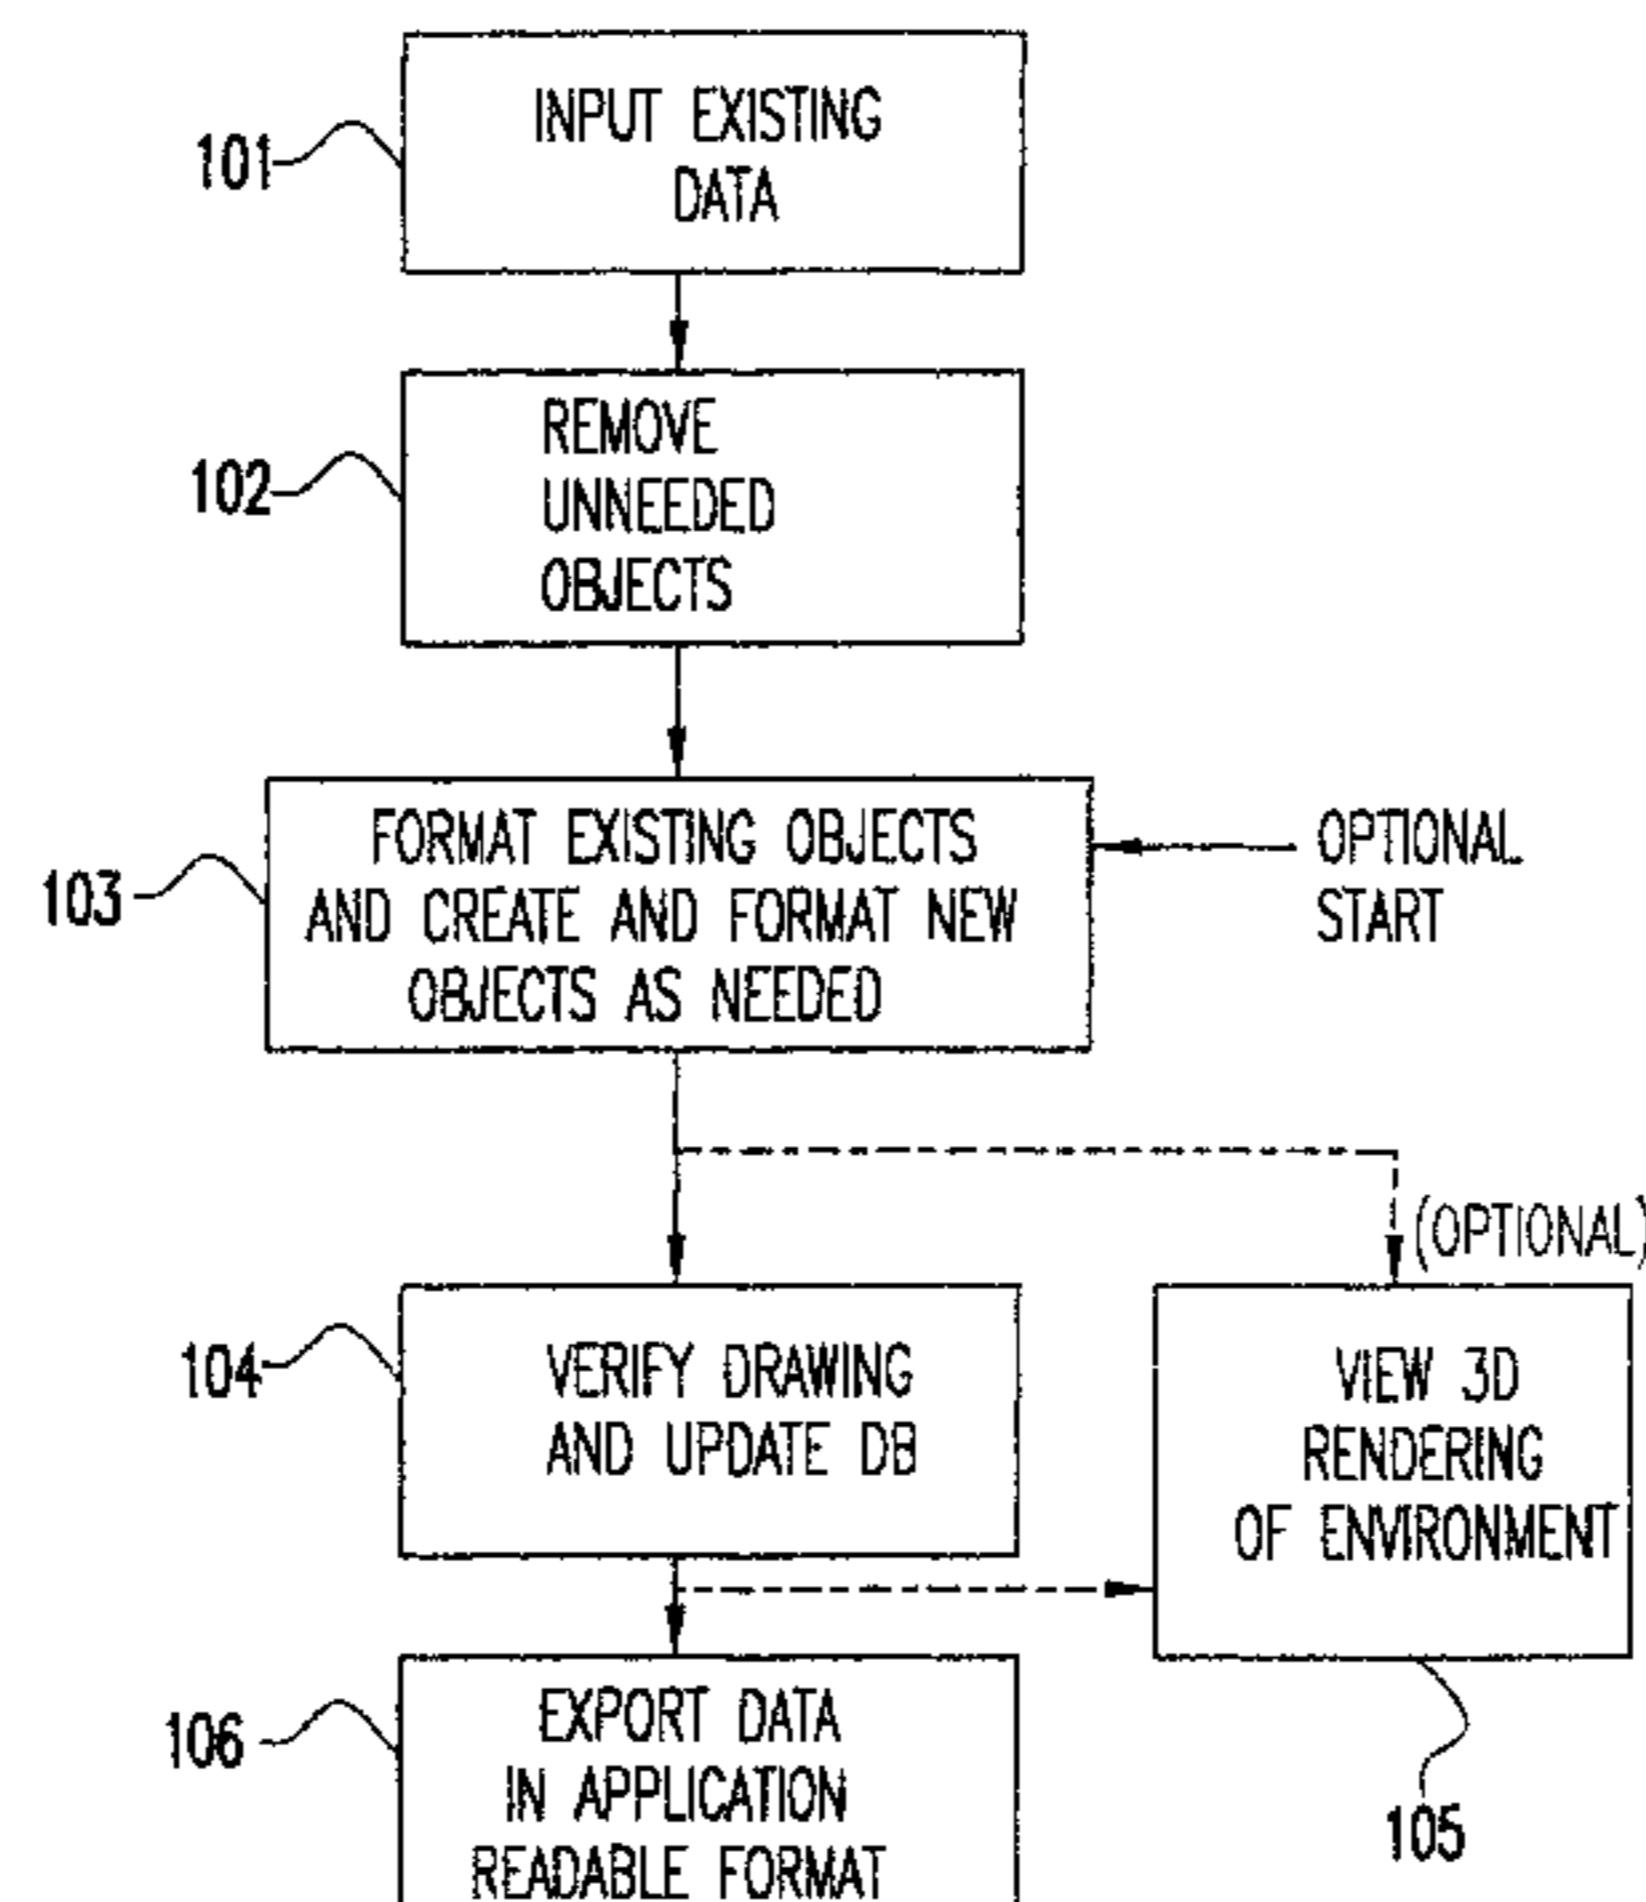 INPUT EXISTING
DATA
101
REMOVE
UNNEEDED
OBJECTS
102
FORMAT EXISTING OBJECTS
AND CREATE AND FORMAT NEW
OBJECTS AS NEEDED
103
OPTIONAL
START
(OPTIONAL)
VERIFY DRAWING
AND UPDATE DB
104
VIEW 3D
RENDERING
OF ENVIRONMENT
105
EXPORT DATA
IN APPLICATION
READABLE FORMAT
106